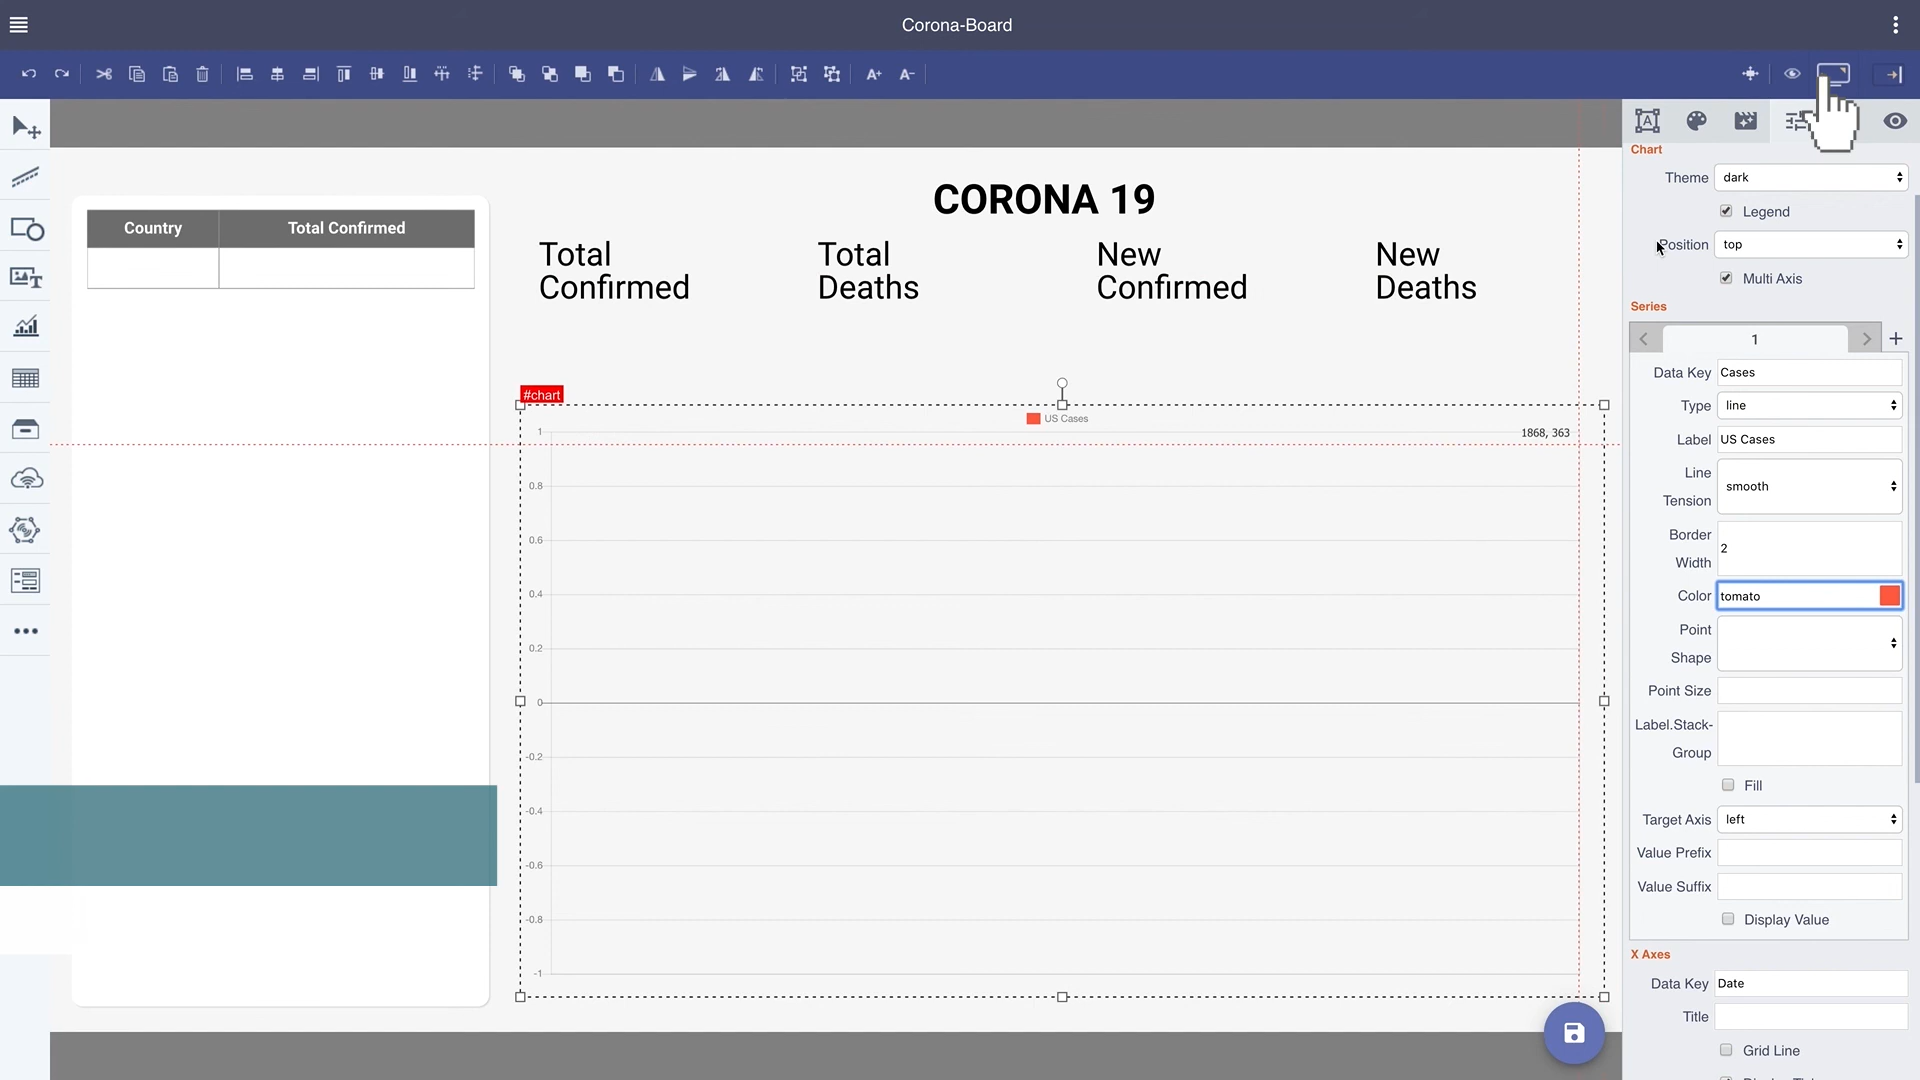 Corona-Board
A+ A-
Country Total Confirmed
CORONA 19
Total Confirmed
Total Deaths
New Confirmed
New Deaths
#chart
US Cases
1868, 363
1
0.8
0.6
0.4
0.2
0
-0.2
-0.4
-0.6
-0.8
-1
A
Chart
Theme dark
Legend
Position top
Multi Axis
Series
1 +
Data Key Cases
Type line
Label US Cases
Line Tension smooth
Border Width 2
Color tomato
Point Shape
Point Size
Label.Stack-Group
Fill
Target Axis left
Value Prefix
Value Suffix
Display Value
X Axes
Data Key Date
Title
Grid Line